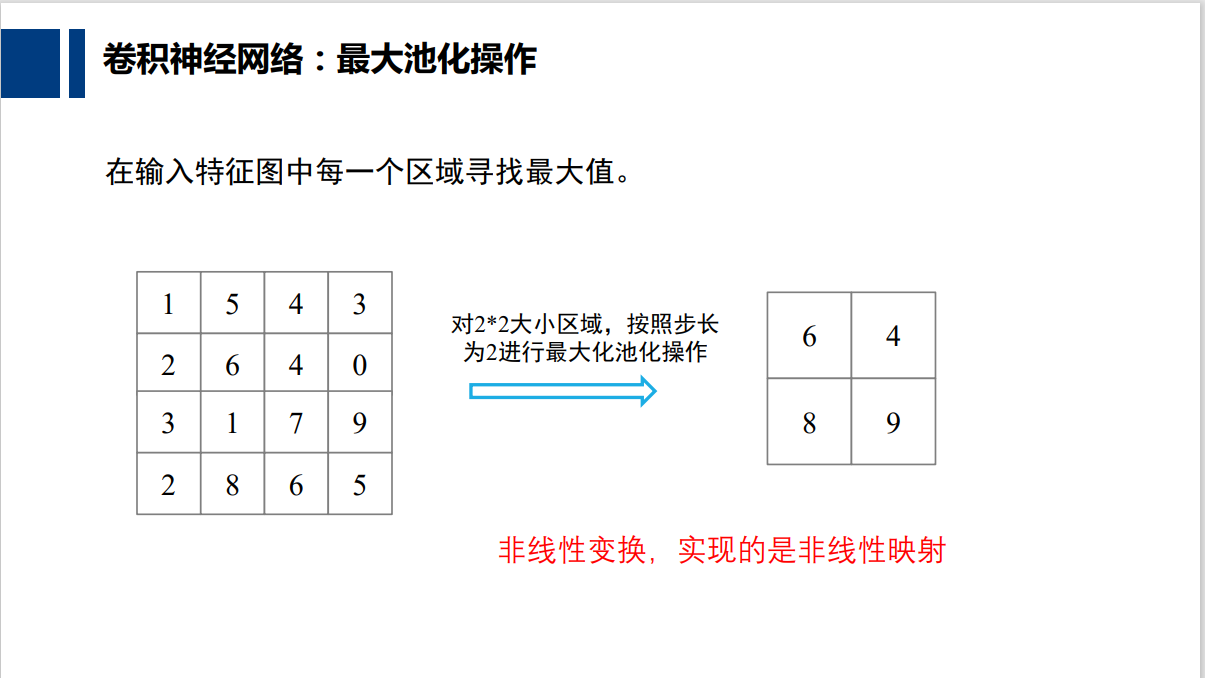 卷积神经网络：最大池化操作
在输入特征图中每一个区域寻找最大值。
1 5 4 3
2 6 4 0
3 1 7 9
2 8 6 5
对2*2大小区域，按照步长
为2进行最大化池化操作
6 4
8 9
非线性变换，实现的是非线性映射